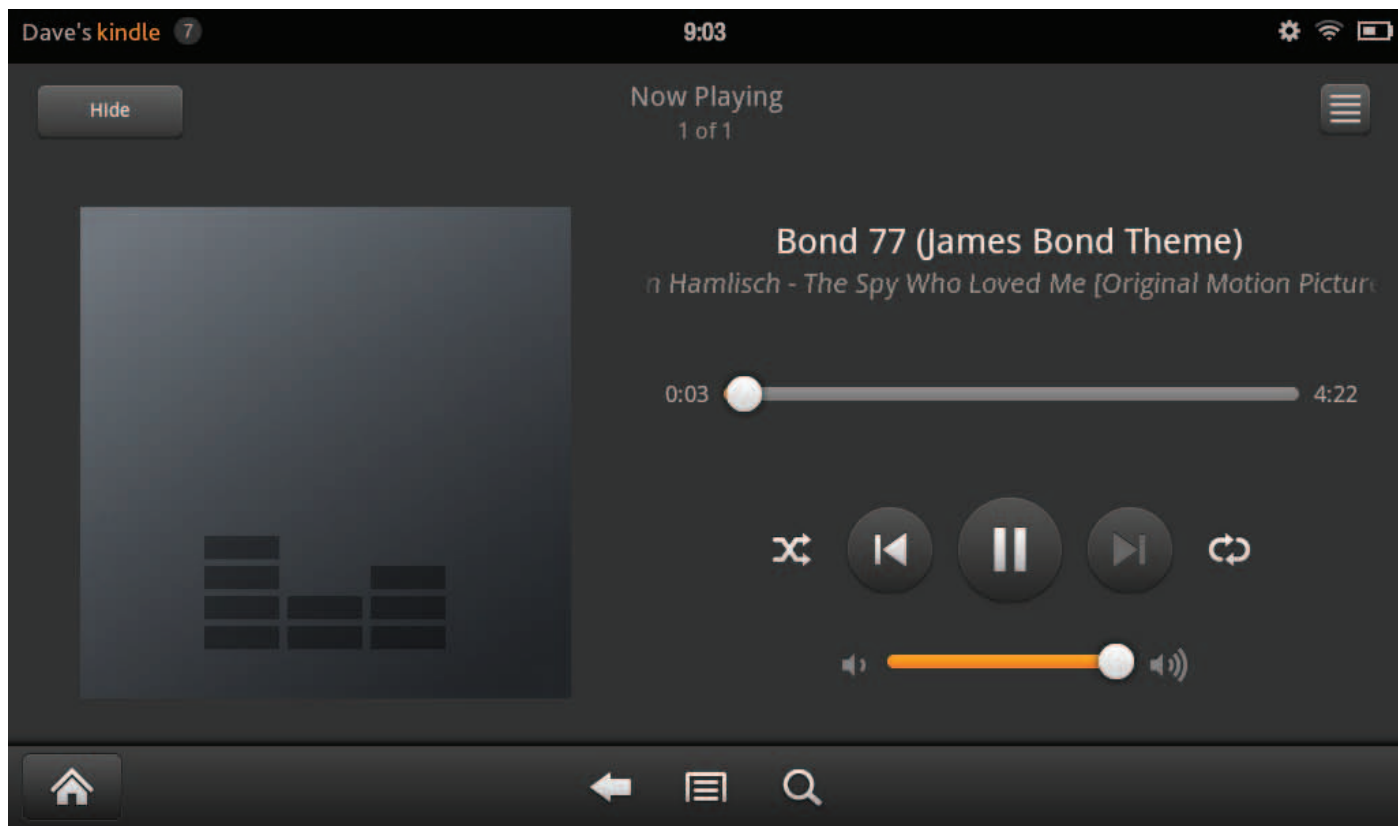 Dave's kindle 7
9:03
Hide
Now Playing
1 of 1
Bond 77 (James Bond Theme)
n Hamlisch - The Spy Who Loved Me [Original Motion Picture
0:03
4:22